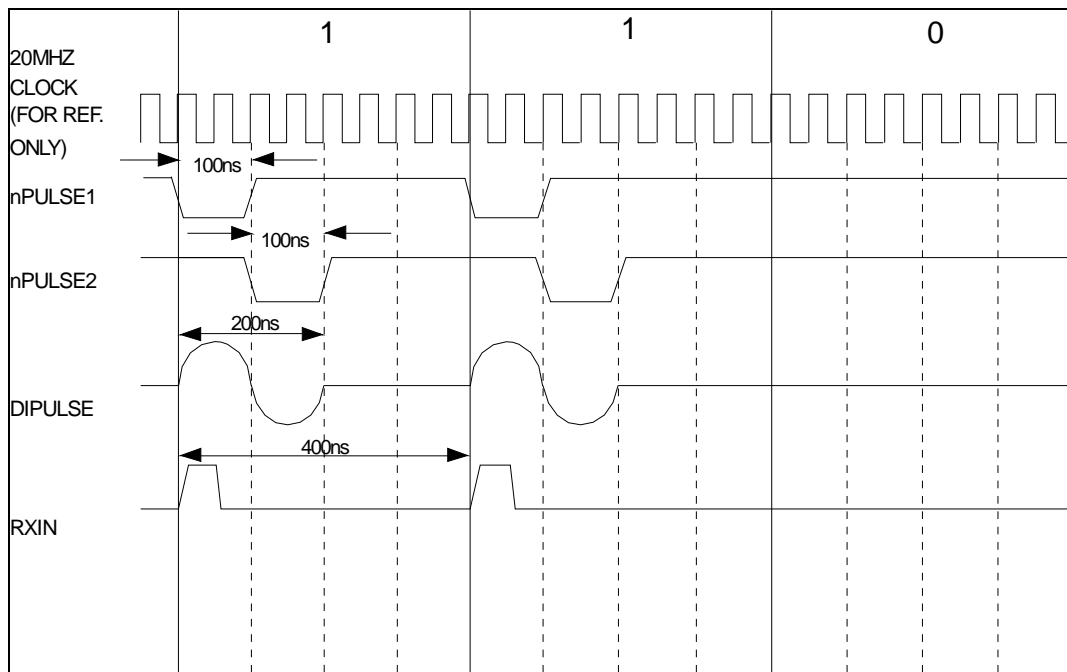 1 1 0
20MHZ
CLOCK
(FOR REF.
ONLY)
100ns
nPULSE1
100ns
nPULSE2
200ns
DIPULSE
400ns
RXIN